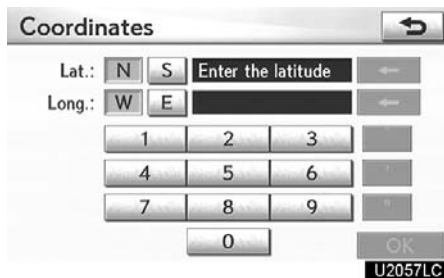 Coordinates
Lat.: N S Enter the latitude
Long.: W E
1 2 3 °
4 5 6 '
7 8 9 "
0 OK
U2057LC